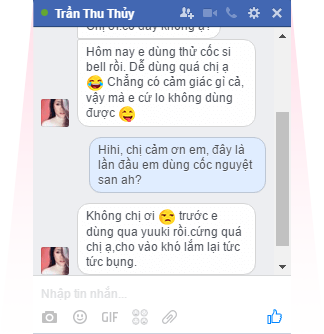 Trần Thu Thủy
Chị ơi.có đấy không ạ?
Hôm nay e dùng thử cốc si
bell rồi. Dễ dùng quá chị ạ
😂 Chẳng có cảm giác gì cả,
vậy mà e cứ lo không dùng
được 😜
Hihi, chị cảm ơn em, đây là
lần đầu em dùng cốc nguyệt
san ah?
Không chị ơi 😒 trước e
dùng qua yuuki rồi.cứng quá
chị ạ,cho vào khó lắm lại tức
tức bụng.
Nhập tin nhắn...
GIF